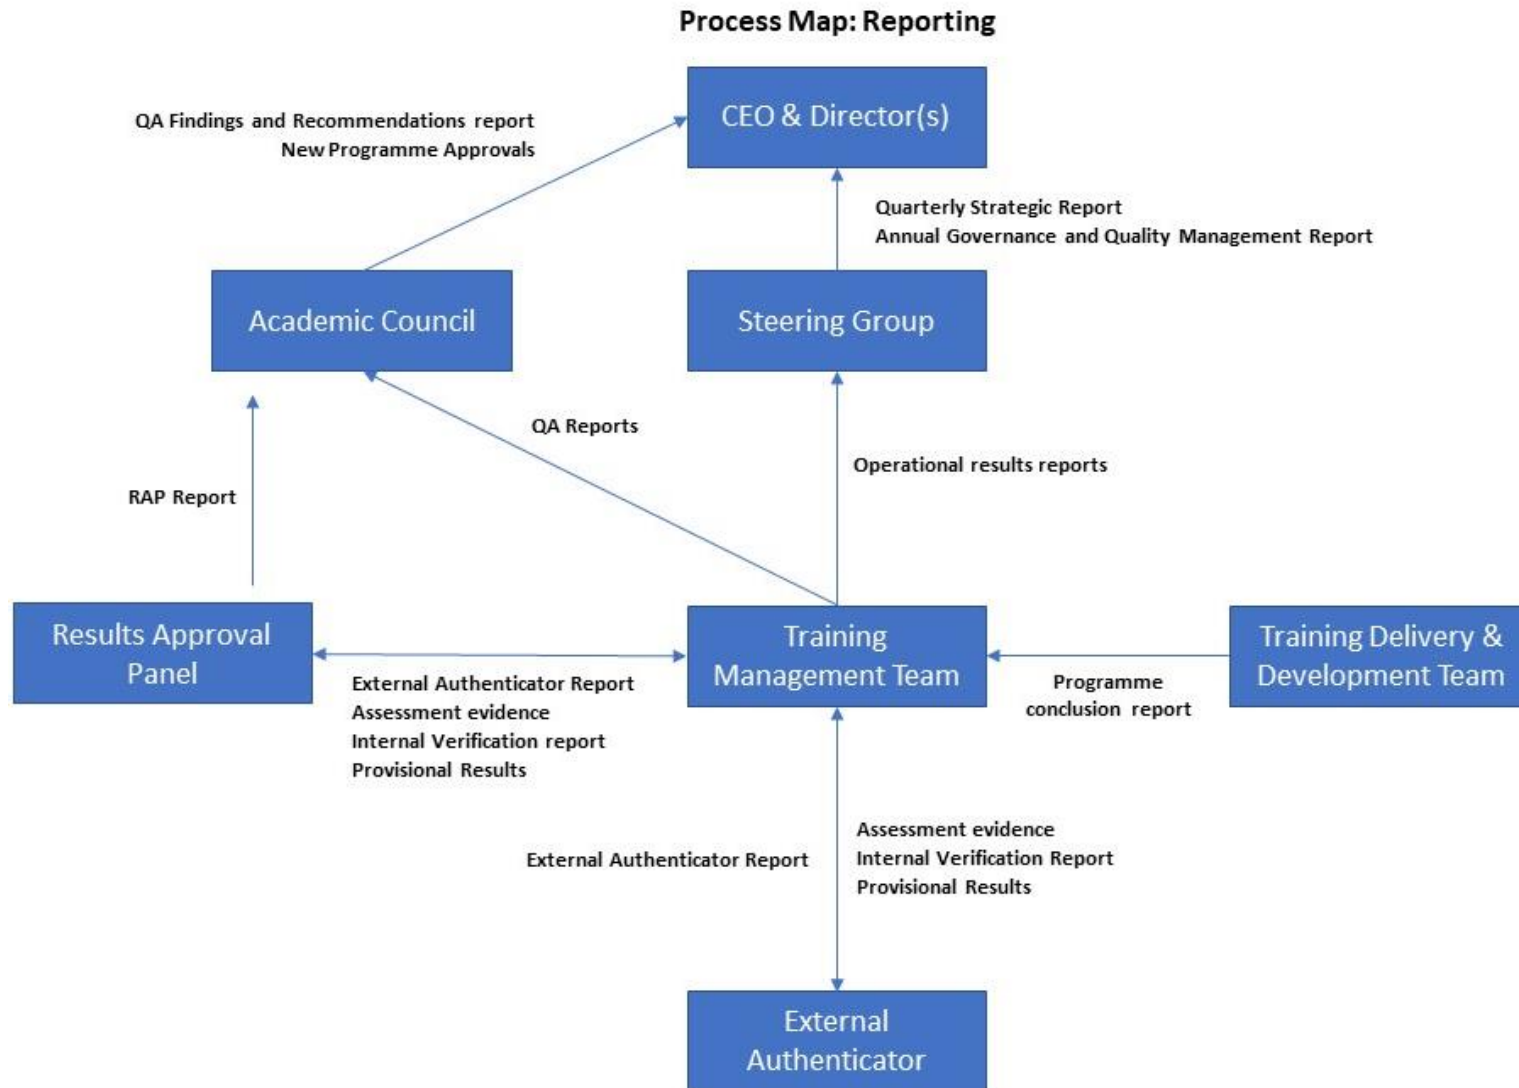 Process Map: Reporting
CEO & Director(s)
QA Findings and Recommendations report
New Programme Approvals
Quarterly Strategic Report
Annual Governance and Quality Management Report
Academic Council
Steering Group
QA Reports
Operational results reports
RAP Report
Results Approval
Panel
Training
Management Team
Training Delivery &
Development Team
External Authenticator Report
Assessment evidence
Internal Verification report
Provisional Results
Programme
conclusion report
External Authenticator Report
Assessment evidence
Internal Verification Report
Provisional Results
External
Authenticator